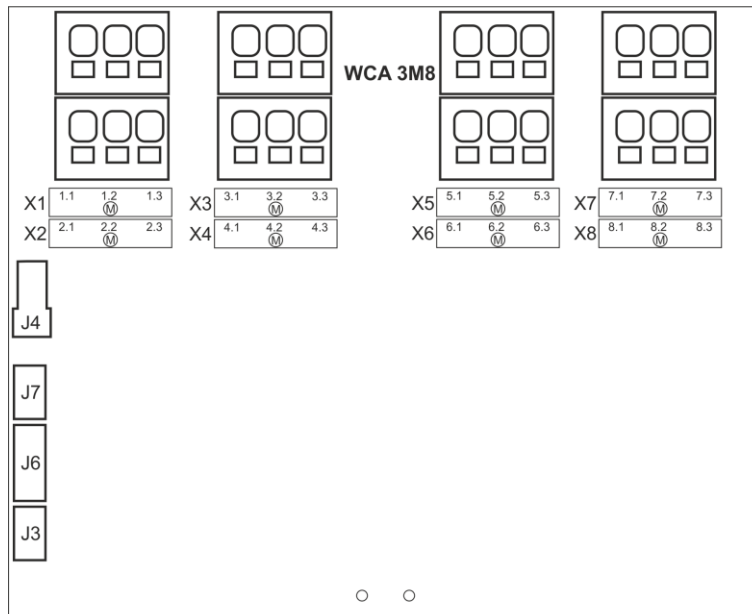 WCA 3M8
X1 1.1 1.2 1.3 X3 3.1 3.2 3.3 X5 5.1 5.2 5.3 X7 7.1 7.2 7.3
M M M M
X2 2.1 2.2 2.3 X4 4.1 4.2 4.3 X6 6.1 6.2 6.3 X8 8.1 8.2 8.3
M M M M
J4
J7
J6
J3